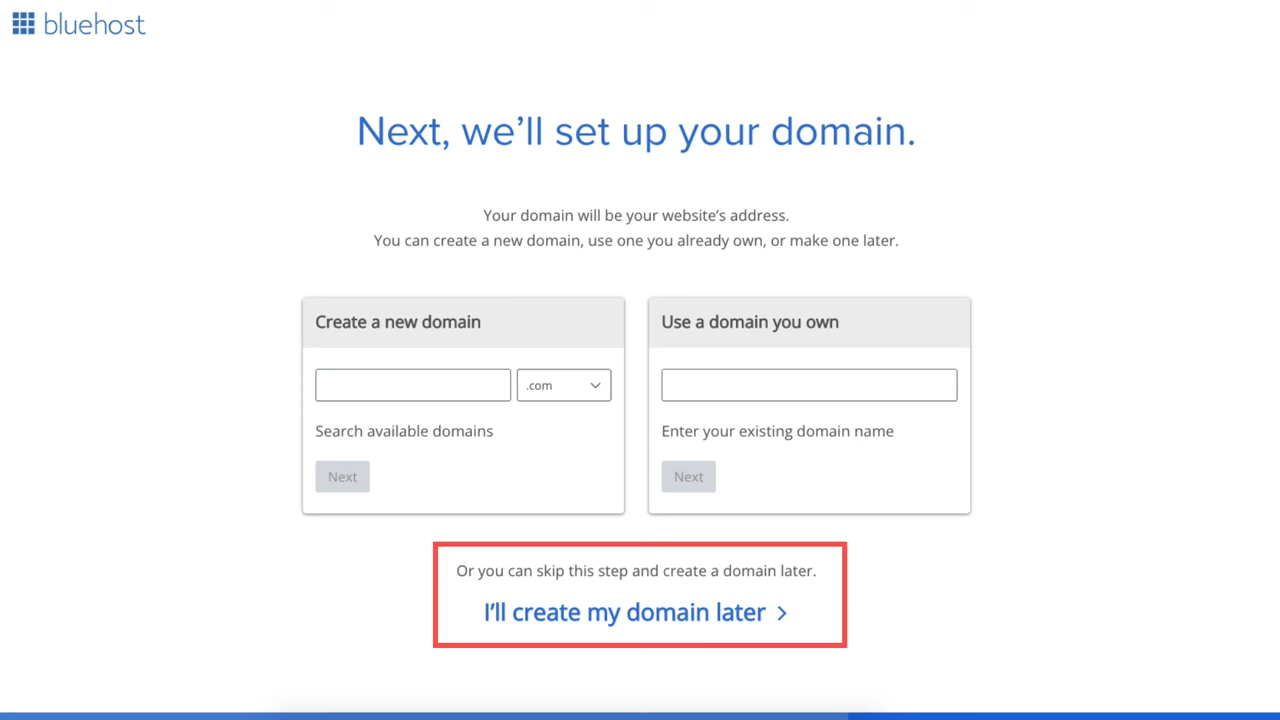 bluehost
Next, we’ll set up your domain.
Your domain will be your website’s address.
You can create a new domain, use one you already own, or make one later.
Create a new domain
.com
Search available domains
Next
Use a domain you own
Enter your existing domain name
Next
Or you can skip this step and create a domain later.
I’ll create my domain later >